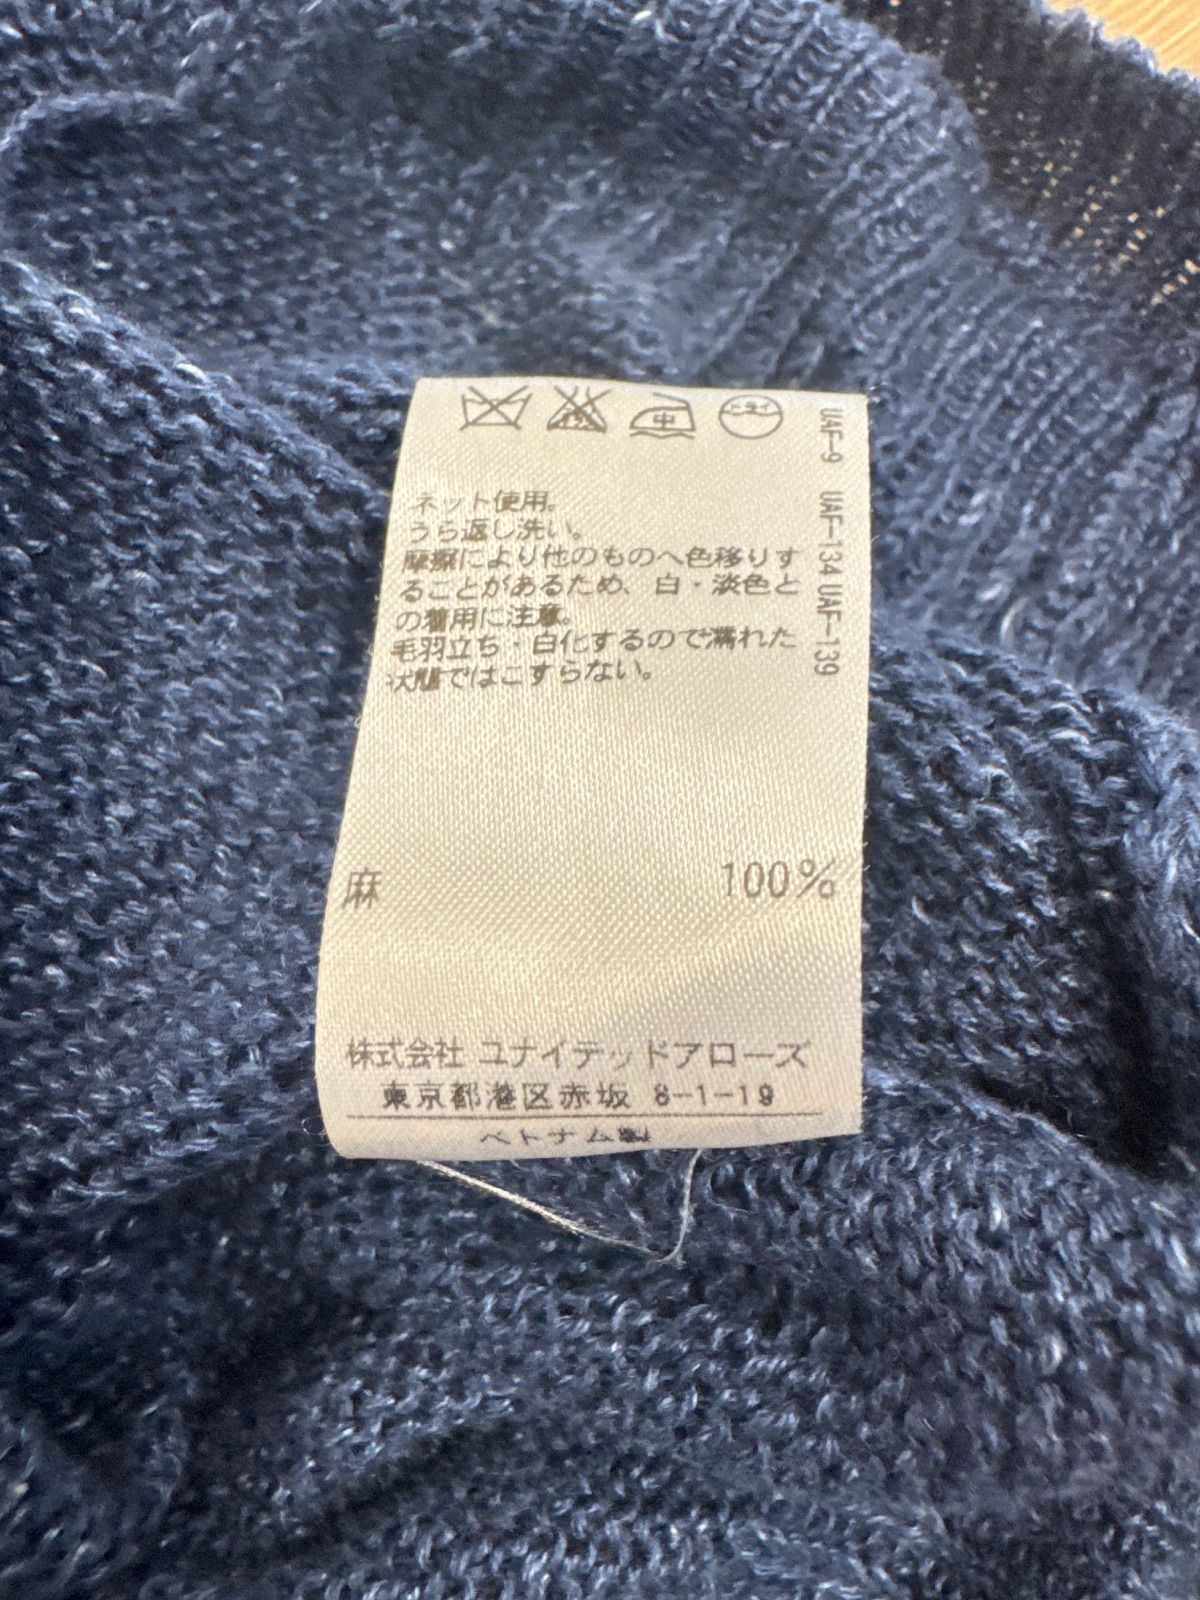 中 ドライ
ネット使用。
うら返し洗い。
摩擦により他のものへ色移りす
ることがあるため、白・淡色と
の着用に注意。
毛羽立ち・白化するので濡れた
状態ではこすらない。
UAF-9 UAF-134 UAF-139
麻 100%
株式会社 ユナイテッドアローズ
東京都港区赤坂 8-1-19